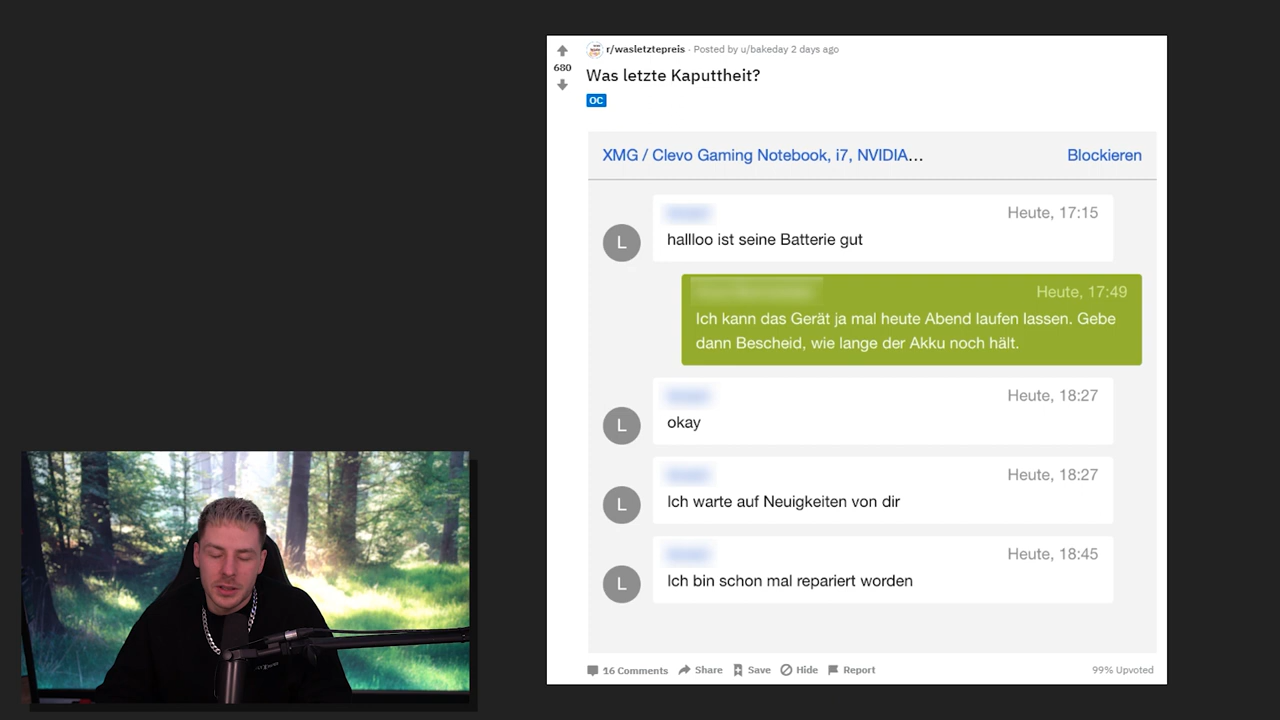 r/wasletztepreis · Posted by u/bakeday 2 days ago
680
Was letzte Kaputtheit?
OC
XMG / Clevo Gaming Notebook, i7, NVIDIA...
Blockieren
Heute, 17:15
L
hallloo ist seine Batterie gut
Heute, 17:49
Ich kann das Gerät ja mal heute Abend laufen lassen. Gebe
dann Bescheid, wie lange der Akku noch hält.
Heute, 18:27
L
okay
Heute, 18:27
L
Ich warte auf Neuigkeiten von dir
Heute, 18:45
L
Ich bin schon mal repariert worden
16 Comments Share Save Hide Report
99% Upvoted